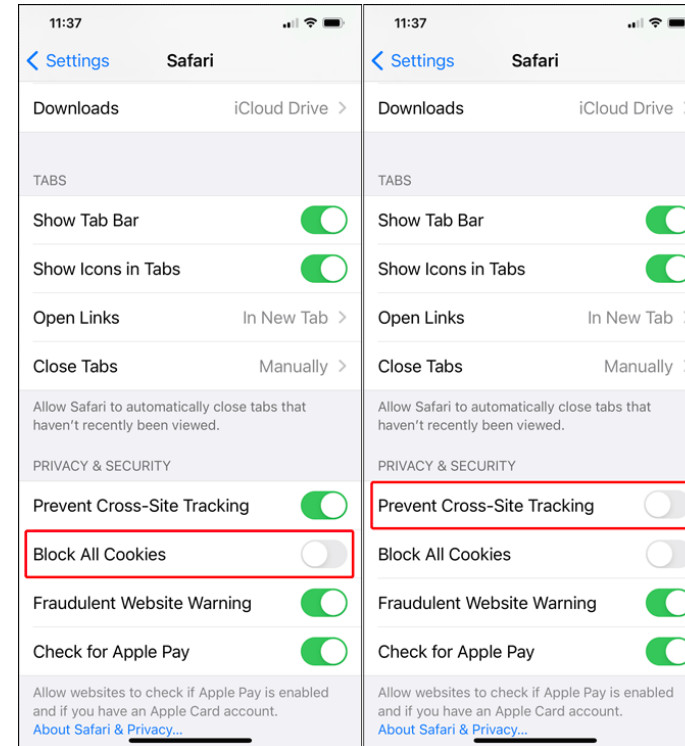 11:37
Settings Safari
Downloads iCloud Drive
TABS
Show Tab Bar
Show Icons in Tabs
Open Links In New Tab
Close Tabs Manually
Allow Safari to automatically close tabs that
haven't recently been viewed.
PRIVACY & SECURITY
Prevent Cross-Site Tracking
Block All Cookies
Fraudulent Website Warning
Check for Apple Pay
Allow websites to check if Apple Pay is enabled
and if you have an Apple Card account.
About Safari & Privacy...
11:37
Settings Safari
Downloads iCloud Drive
TABS
Show Tab Bar
Show Icons in Tabs
Open Links In New Tab
Close Tabs Manually
Allow Safari to automatically close tabs that
haven't recently been viewed.
PRIVACY & SECURITY
Prevent Cross-Site Tracking
Block All Cookies
Fraudulent Website Warning
Check for Apple Pay
Allow websites to check if Apple Pay is enabled
and if you have an Apple Card account.
About Safari & Privacy...